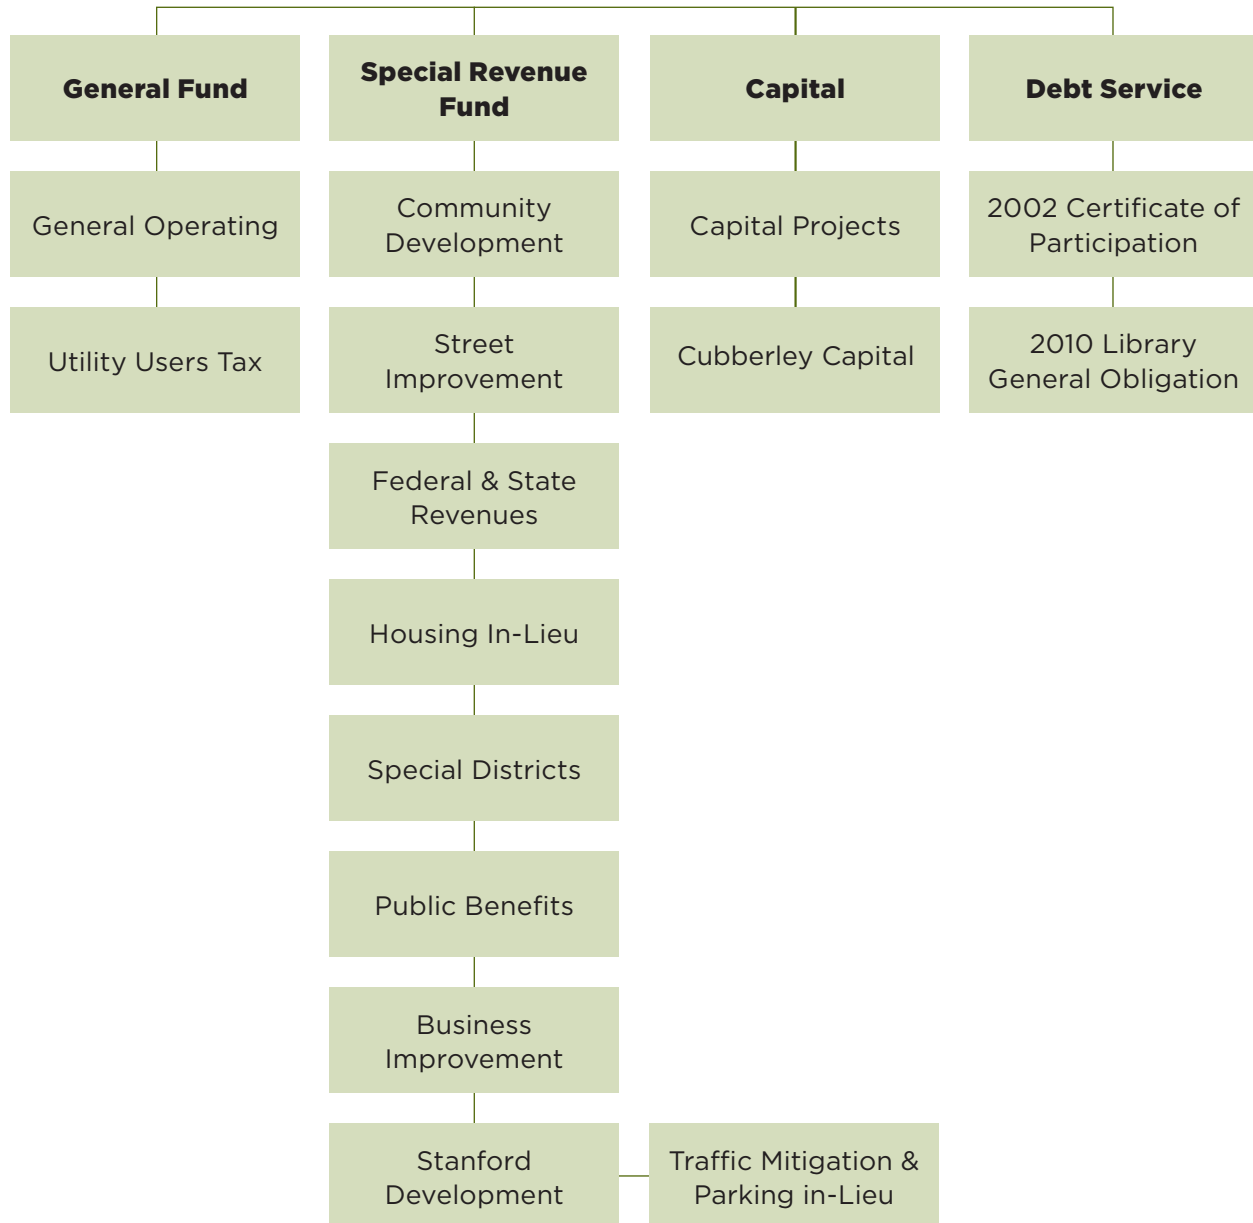 General Fund
Special Revenue
Fund
Capital
Debt Service
General Operating
Community
Development
Capital Projects
2002 Certificate of
Participation
Utility Users Tax
Street
Improvement
Cubberley Capital
2010 Library
General Obligation
Federal & State
Revenues
Housing In-Lieu
Special Districts
Public Benefits
Business
Improvement
Stanford
Development
Traffic Mitigation &
Parking in-Lieu